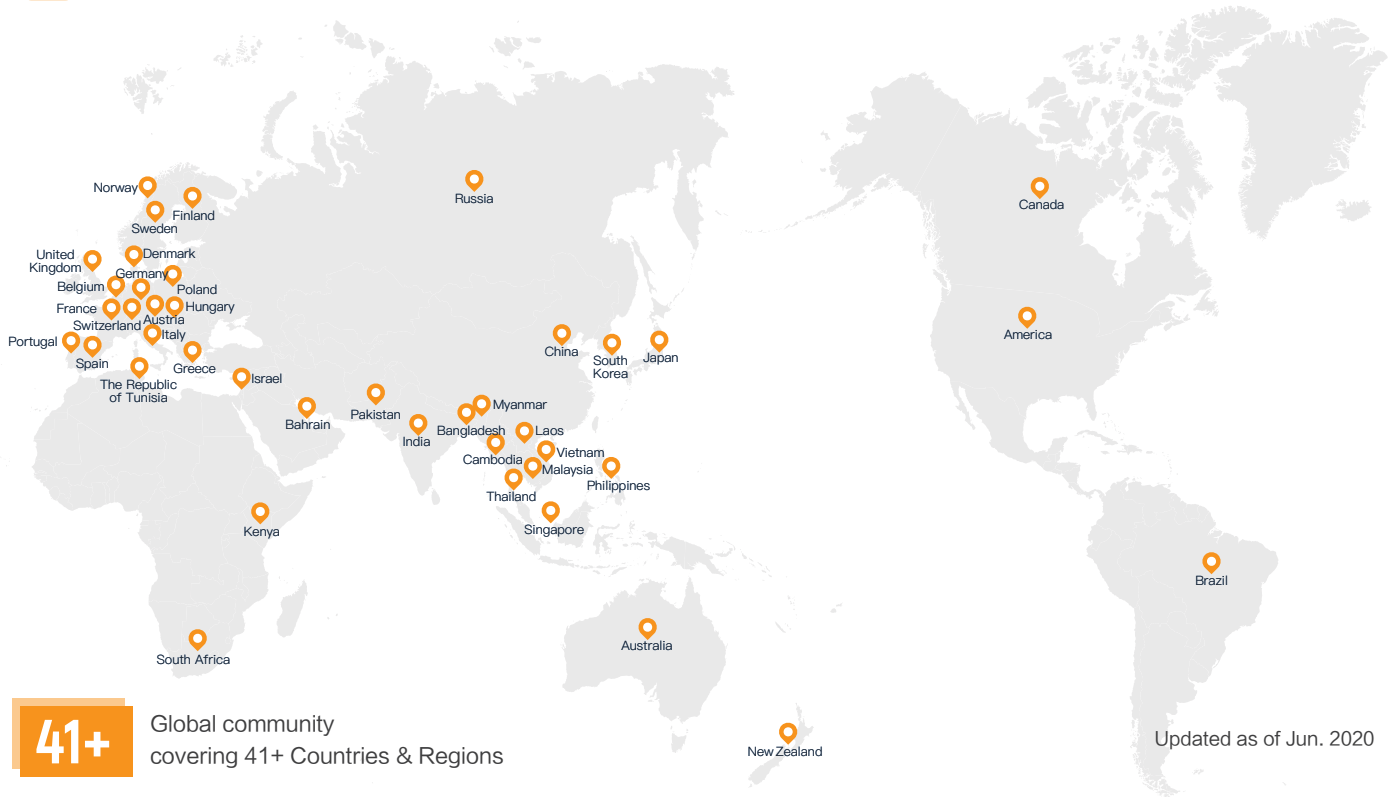 Norway
Finland
Sweden
Russia
Canada
United
Kingdom
Denmark
Germany
Belgium
Poland
France
Hungary
Switzerland
Austria
Italy
Portugal
Spain
Greece
The Republic
of Tunisia
Israel
China
South
Korea
Japan
America
Bahrain
Pakistan
India
Myanmar
Bangladesh
Laos
Cambodia
Vietnam
Malaysia
Thailand
Philippines
Singapore
Kenya
Brazil
South Africa
Australia
New Zealand
41+
Global community
covering 41+ Countries & Regions
Updated as of Jun. 2020